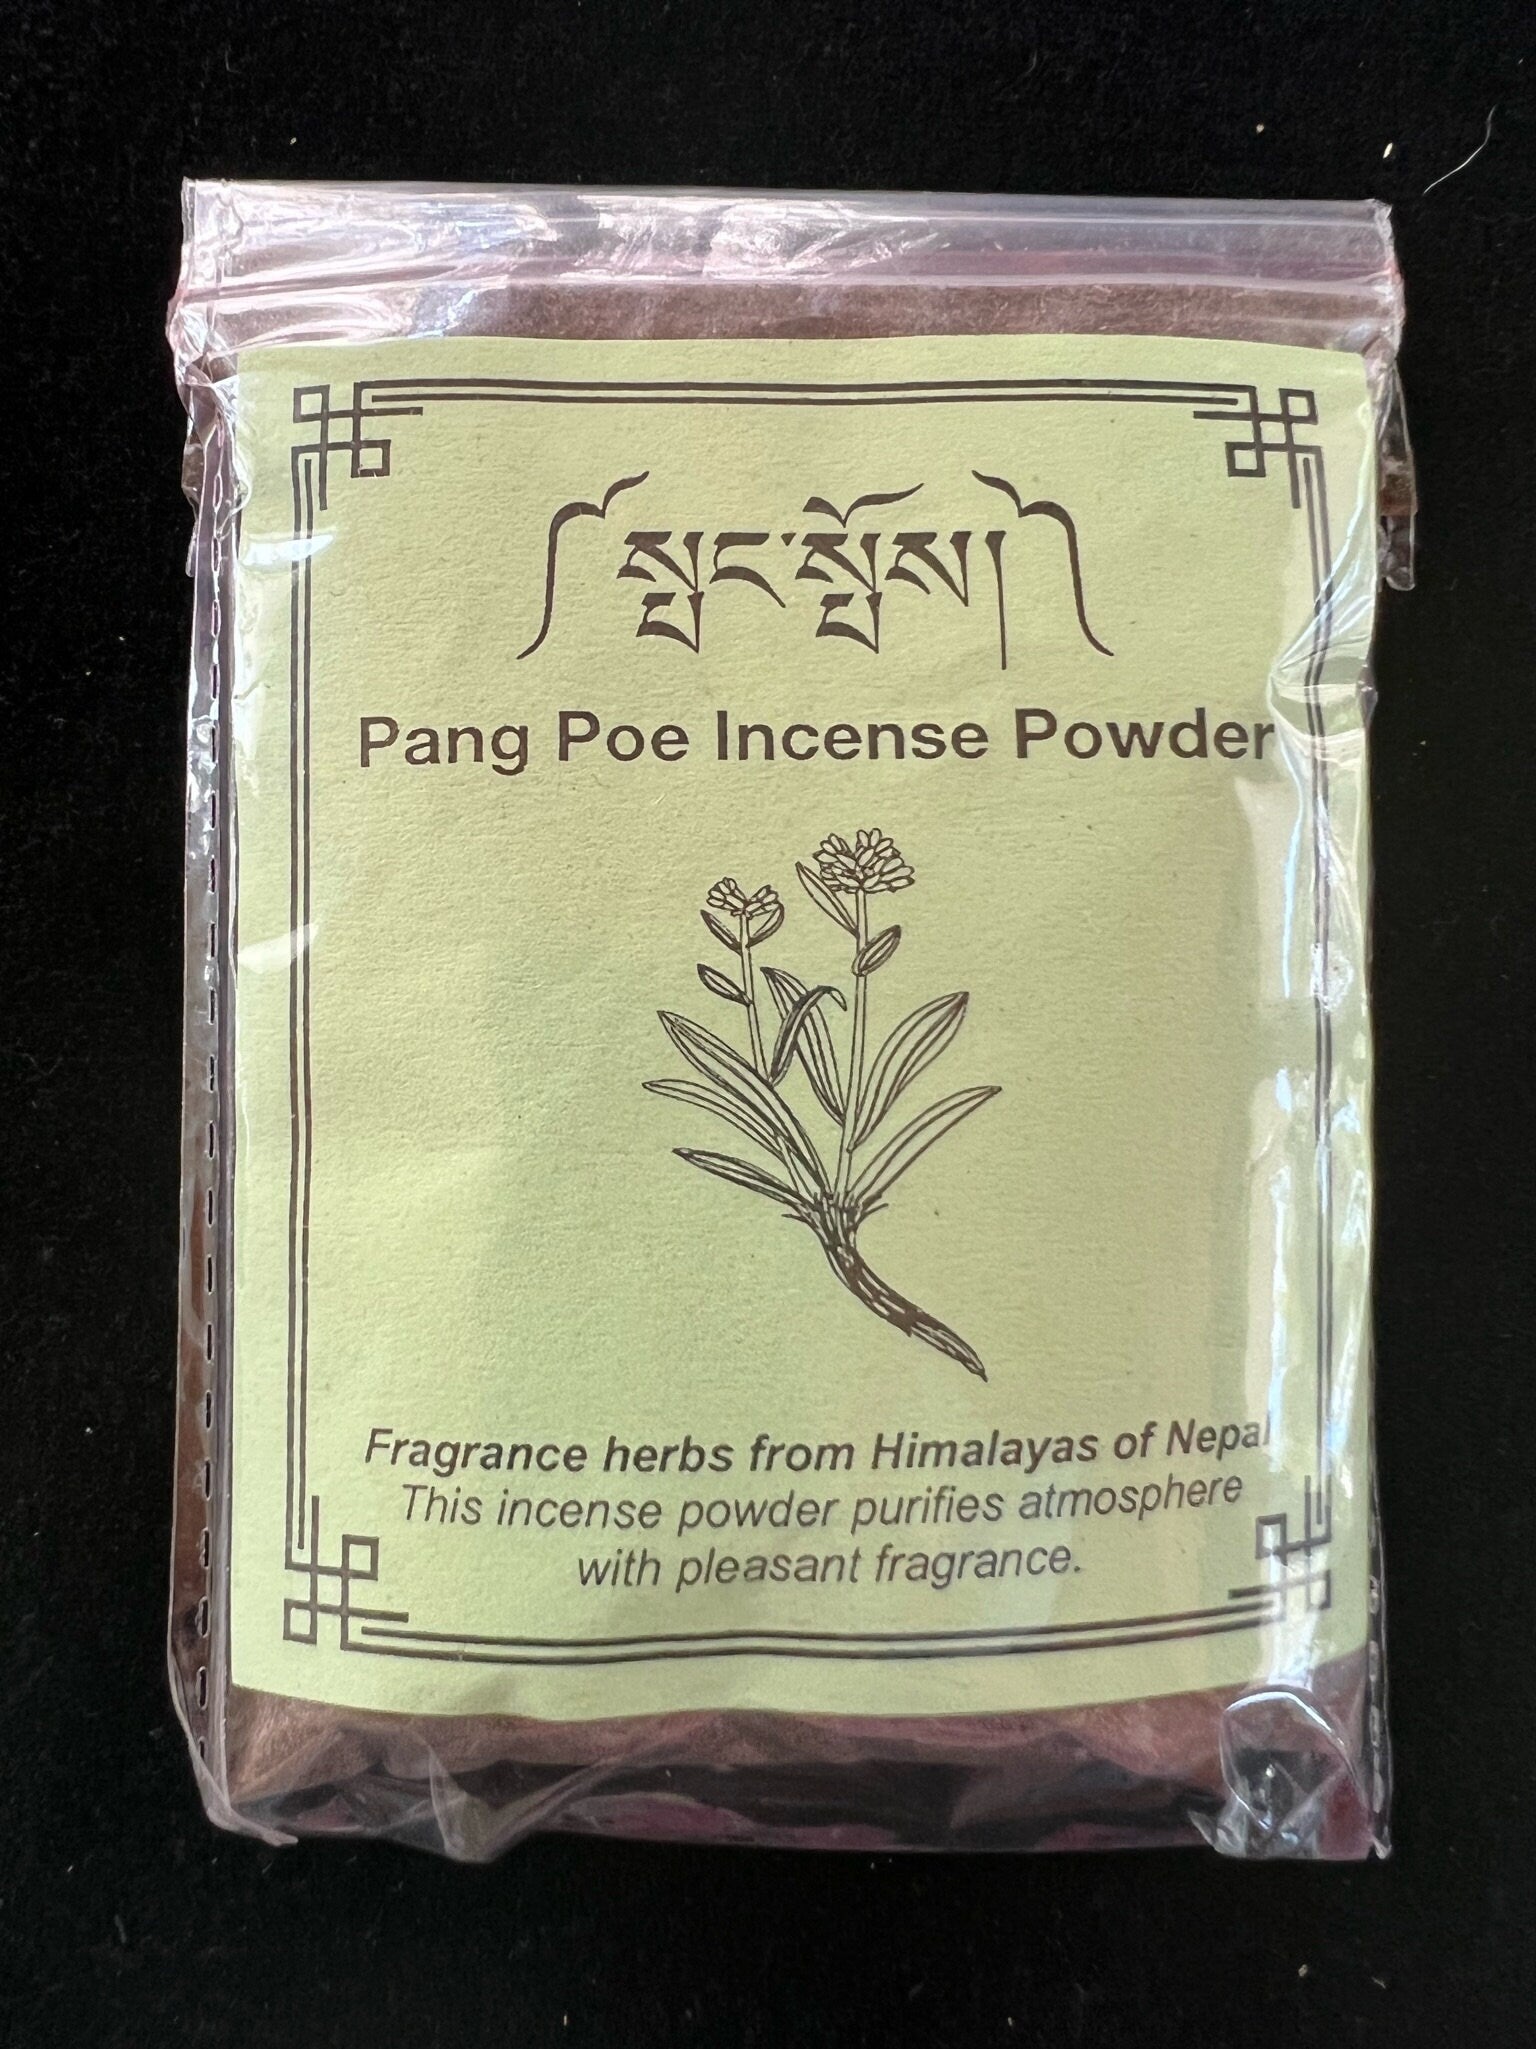 ༼སྤང་སྤོས།༽
Pang Poe Incense Powder
Fragrance herbs from Himalayas of Nepal
This incense powder purifies atmosphere
with pleasant fragrance.